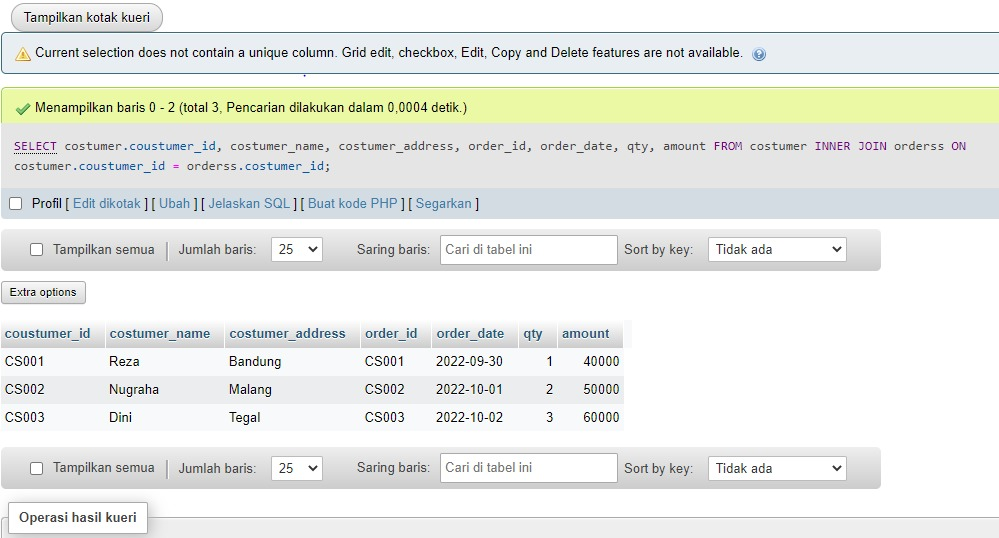 Tampilkan kotak kueri
Current selection does not contain a unique column. Grid edit, checkbox, Edit, Copy and Delete features are not available.
Menampilkan baris 0 - 2 (total 3, Pencarian dilakukan dalam 0,0004 detik.)
SELECT costumer.coustumer_id, costumer_name, costumer_address, order_id, order_date, qty, amount FROM costumer INNER JOIN orderss ON
costumer.coustumer_id = orderss.costumer_id;
Profil [ Edit dikotak ] [ Ubah ] [ Jelaskan SQL ] [ Buat kode PHP ] [ Segarkan ]
Tampilkan semua | Jumlah baris: 25 Saring baris: Cari di tabel ini Sort by key: Tidak ada
Extra options
coustumer_id costumer_name costumer_address order_id order_date qty amount
CS001 Reza Bandung CS001 2022-09-30 1 40000
CS002 Nugraha Malang CS002 2022-10-01 2 50000
CS003 Dini Tegal CS003 2022-10-02 3 60000
Tampilkan semua | Jumlah baris: 25 Saring baris: Cari di tabel ini Sort by key: Tidak ada
Operasi hasil kueri